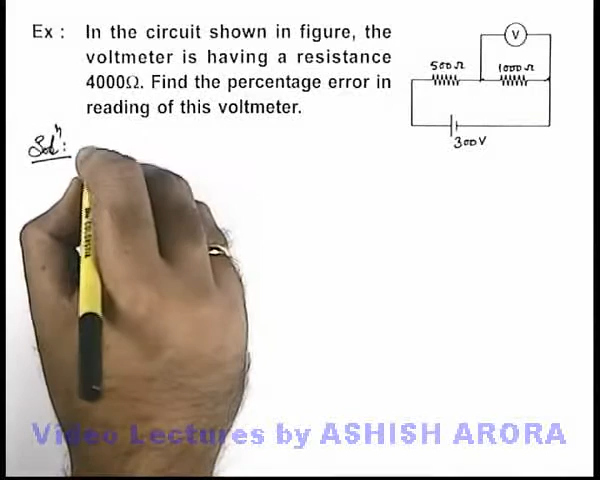 Ex : In the circuit shown in figure, the
voltmeter is having a resistance
4000Ω. Find the percentage error in
reading of this voltmeter.
V
500Ω 1000Ω
300V
Solⁿ:
Video Lectures by ASHISH ARORA